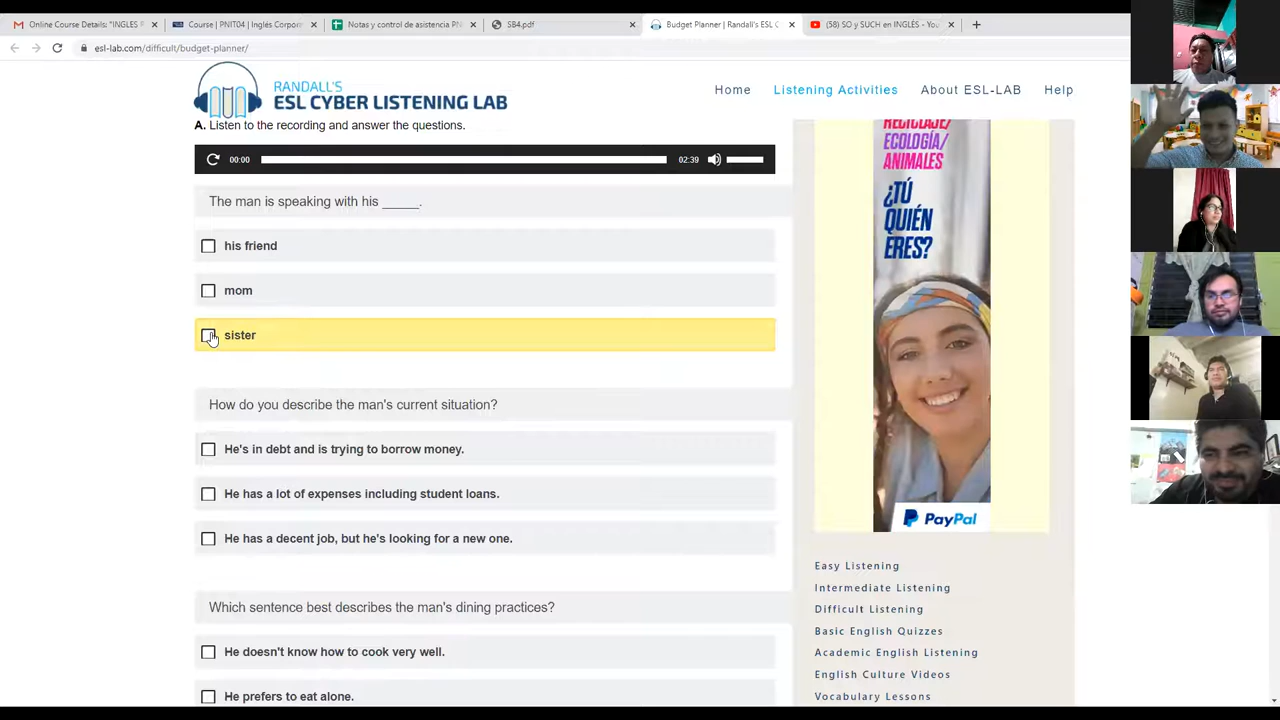 Online Course Details: "INGLES F
Course | PNIT04 | Inglés Corpor
Notas y control de asistencia PN
SB4.pdf
Budget Planner | Randall's ESL C
(58) SO y SUCH en INGLÉS - You
esl-lab.com/difficult/budget-planner/
RANDALL'S
ESL CYBER LISTENING LAB
Home
Listening Activities
About ESL-LAB
Help
A. Listen to the recording and answer the questions.
00:00
02:39
The man is speaking with his _____.
his friend
mom
sister
How do you describe the man's current situation?
He's in debt and is trying to borrow money.
He has a lot of expenses including student loans.
He has a decent job, but he's looking for a new one.
Which sentence best describes the man's dining practices?
He doesn't know how to cook very well.
He prefers to eat alone.
RECICLAJE/
ECOLOGÍA/
ANIMALES
¿TÚ
QUIÉN
ERES?
PayPal
Easy Listening
Intermediate Listening
Difficult Listening
Basic English Quizzes
Academic English Listening
English Culture Videos
Vocabulary Lessons